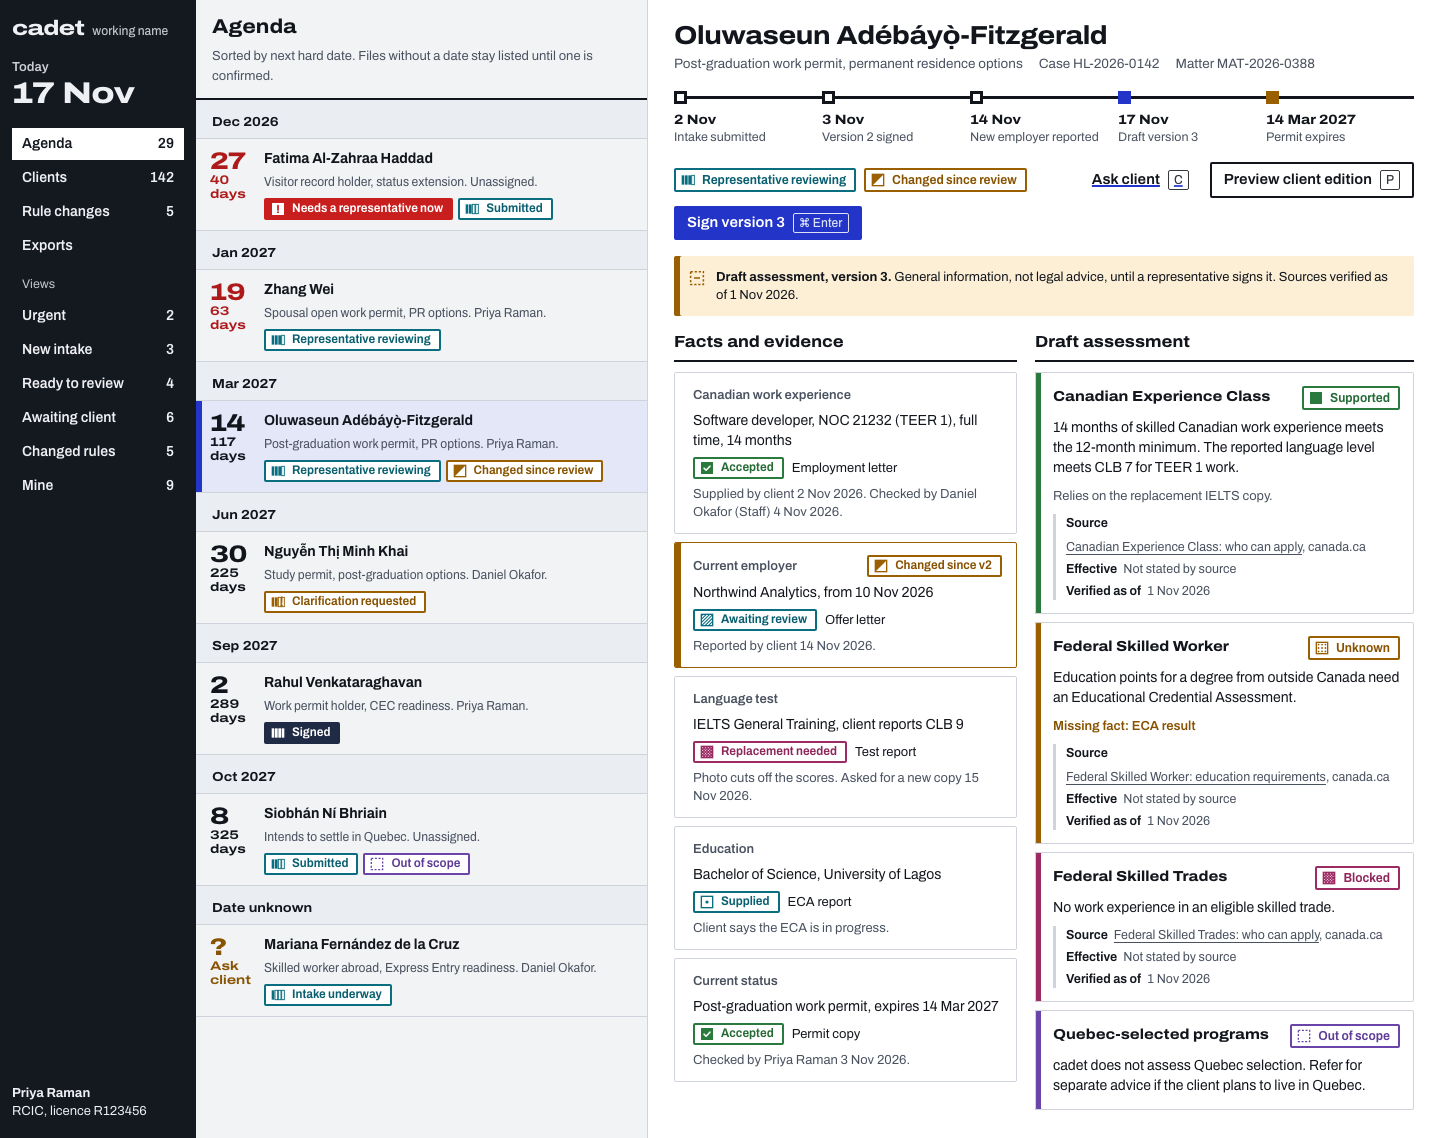 cadet working name
Today
17 Nov
Agenda 29
Clients 142
Rule changes 5
Exports
Views
Urgent 2
New intake 3
Ready to review 4
Awaiting client 6
Changed rules 5
Mine 9
Priya Raman
RCIC, licence R123456
Agenda
Sorted by next hard date. Files without a date stay listed until one is
confirmed.
Dec 2026
27
40
days
Fatima Al-Zahraa Haddad
Visitor record holder, status extension. Unassigned.
! Needs a representative now
Submitted
Jan 2027
19
63
days
Zhang Wei
Spousal open work permit, PR options. Priya Raman.
Representative reviewing
Mar 2027
14
117
days
Oluwaseun Adébáyọ̀-Fitzgerald
Post-graduation work permit, PR options. Priya Raman.
Representative reviewing
Changed since review
Jun 2027
30
225
days
Nguyễn Thị Minh Khai
Study permit, post-graduation options. Daniel Okafor.
Clarification requested
Sep 2027
2
289
days
Rahul Venkataraghavan
Work permit holder, CEC readiness. Priya Raman.
Signed
Oct 2027
8
325
days
Siobhán Ní Bhriain
Intends to settle in Quebec. Unassigned.
Submitted
Out of scope
Date unknown
?
Ask
client
Mariana Fernández de la Cruz
Skilled worker abroad, Express Entry readiness. Daniel Okafor.
Intake underway
Oluwaseun Adébáyọ̀-Fitzgerald
Post-graduation work permit, permanent residence options Case HL-2026-0142 Matter MAT-2026-0388
2 Nov
Intake submitted
3 Nov
Version 2 signed
14 Nov
New employer reported
17 Nov
Draft version 3
14 Mar 2027
Permit expires
Representative reviewing
Changed since review
Ask client C
Preview client edition P
Sign version 3 ⌘ Enter
Draft assessment, version 3. General information, not legal advice, until a representative signs it. Sources verified as
of 1 Nov 2026.
Facts and evidence
Canadian work experience
Software developer, NOC 21232 (TEER 1), full
time, 14 months
Accepted Employment letter
Supplied by client 2 Nov 2026. Checked by Daniel
Okafor (Staff) 4 Nov 2026.
Current employer Changed since v2
Northwind Analytics, from 10 Nov 2026
Awaiting review Offer letter
Reported by client 14 Nov 2026.
Language test
IELTS General Training, client reports CLB 9
Replacement needed Test report
Photo cuts off the scores. Asked for a new copy 15
Nov 2026.
Education
Bachelor of Science, University of Lagos
Supplied ECA report
Client says the ECA is in progress.
Current status
Post-graduation work permit, expires 14 Mar 2027
Accepted Permit copy
Checked by Priya Raman 3 Nov 2026.
Draft assessment
Canadian Experience Class Supported
14 months of skilled Canadian work experience meets
the 12-month minimum. The reported language level
meets CLB 7 for TEER 1 work.
Relies on the replacement IELTS copy.
Source
Canadian Experience Class: who can apply, canada.ca
Effective Not stated by source
Verified as of 1 Nov 2026
Federal Skilled Worker Unknown
Education points for a degree from outside Canada need
an Educational Credential Assessment.
Missing fact: ECA result
Source
Federal Skilled Worker: education requirements, canada.ca
Effective Not stated by source
Verified as of 1 Nov 2026
Federal Skilled Trades Blocked
No work experience in an eligible skilled trade.
Source Federal Skilled Trades: who can apply, canada.ca
Effective Not stated by source
Verified as of 1 Nov 2026
Quebec-selected programs Out of scope
cadet does not assess Quebec selection. Refer for
separate advice if the client plans to live in Quebec.